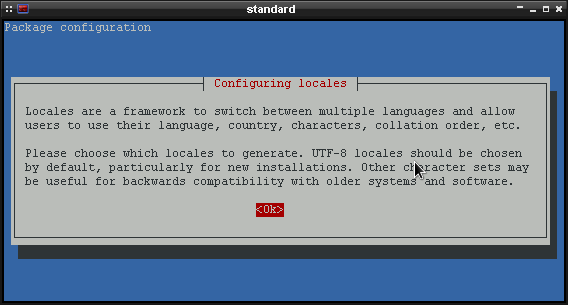 standard
Package configuration
Configuring locales
Locales are a framework to switch between multiple languages and allow
users to use their language, country, characters, collation order, etc.
Please choose which locales to generate. UTF-8 locales should be chosen
by default, particularly for new installations. Other character sets may
be useful for backwards compatibility with older systems and software.
<Ok>